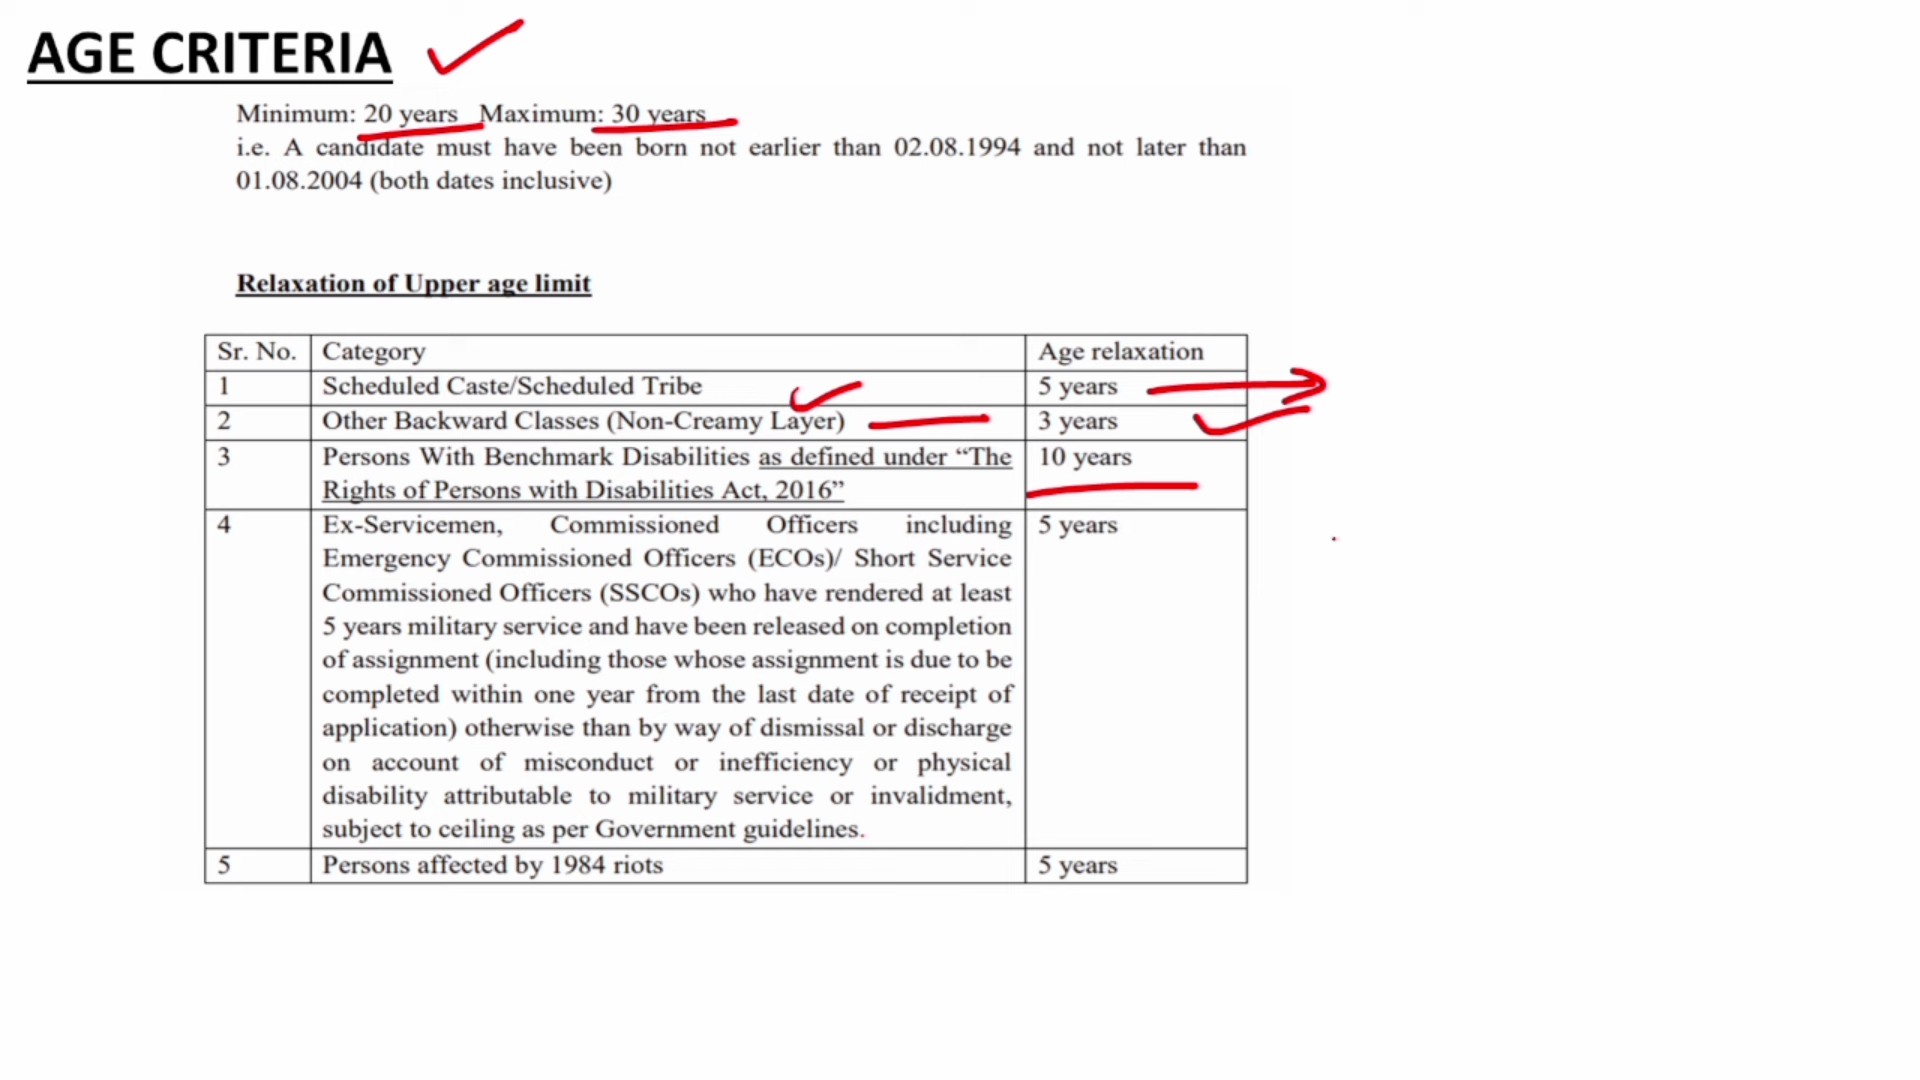 AGE CRITERIA
Minimum: 20 years Maximum: 30 years
i.e. A candidate must have been born not earlier than 02.08.1994 and not later than
01.08.2004 (both dates inclusive)
Relaxation of Upper age limit
Sr. No. Category Age relaxation
1 Scheduled Caste/Scheduled Tribe 5 years
2 Other Backward Classes (Non-Creamy Layer) 3 years
3 Persons With Benchmark Disabilities as defined under “The 10 years
Rights of Persons with Disabilities Act, 2016”
4 Ex-Servicemen, Commissioned Officers including 5 years
Emergency Commissioned Officers (ECOs)/ Short Service
Commissioned Officers (SSCOs) who have rendered at least
5 years military service and have been released on completion
of assignment (including those whose assignment is due to be
completed within one year from the last date of receipt of
application) otherwise than by way of dismissal or discharge
on account of misconduct or inefficiency or physical
disability attributable to military service or invalidment,
subject to ceiling as per Government guidelines.
5 Persons affected by 1984 riots 5 years